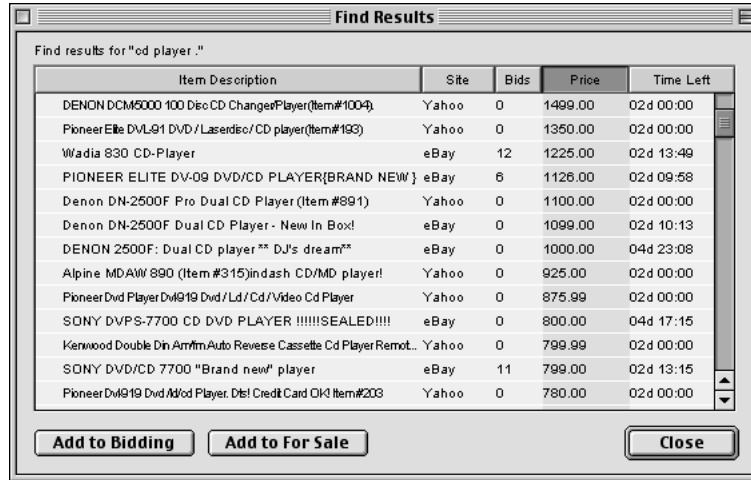 Find Results
Find results for "cd player ."
Item Description Site Bids Price Time Left
DENON DCM5000 100 Disc CD Changer/Player(Item#1004). Yahoo 0 1499.00 02d 00:00
Pioneer Elite DVL-91 DVD / Laserdisc / CD player(Item#193) Yahoo 0 1350.00 02d 00:00
Wadia 830 CD-Player eBay 12 1225.00 02d 13:49
PIONEER ELITE DV-09 DVD/CD PLAYER{BRAND NEW } eBay 6 1126.00 02d 09:58
Denon DN-2500F Pro Dual CD Player (Item #891) Yahoo 0 1100.00 02d 00:00
Denon DN-2500F Dual CD Player - New In Box! eBay 0 1099.00 02d 10:13
DENON 2500F: Dual CD player ** DJ's dream** eBay 0 1000.00 04d 23:08
Alpine MDAW 890 (Item #315)indash CD/MD player! Yahoo 0 925.00 02d 00:00
Pioneer Dvd Player Dvl919 Dvd / Ld / Cd / Video Cd Player Yahoo 0 875.99 02d 00:00
SONY DVPS-7700 CD DVD PLAYER !!!!!!SEALED!!!! eBay 0 800.00 04d 17:15
Kenwood Double Din Am/fm Auto Reverse Cassette Cd Player Remot... Yahoo 0 799.99 02d 00:00
SONY DVD/CD 7700 "Brand new" player eBay 11 799.00 02d 13:15
Pioneer Dvl919 Dvd /ld/cd Player. Dts! Credit Card OK! Item#203 Yahoo 0 780.00 02d 00:00
Add to Bidding Add to For Sale Close